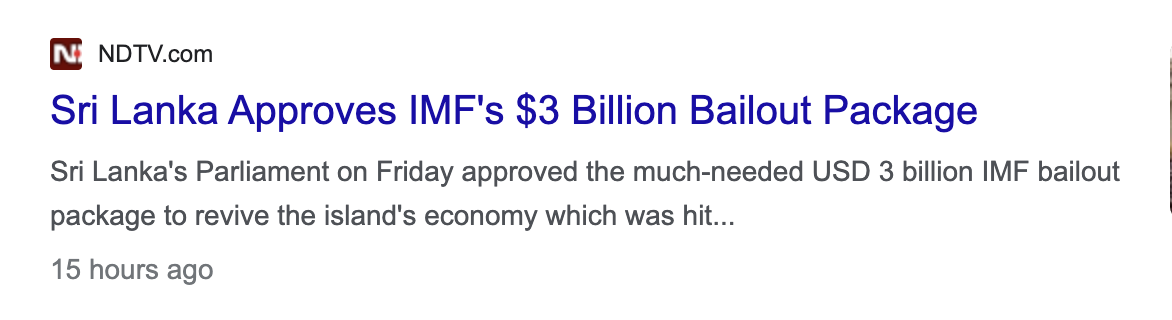 NDTV.com
Sri Lanka Approves IMF's $3 Billion Bailout Package
Sri Lanka's Parliament on Friday approved the much-needed USD 3 billion IMF bailout
package to revive the island's economy which was hit...
15 hours ago